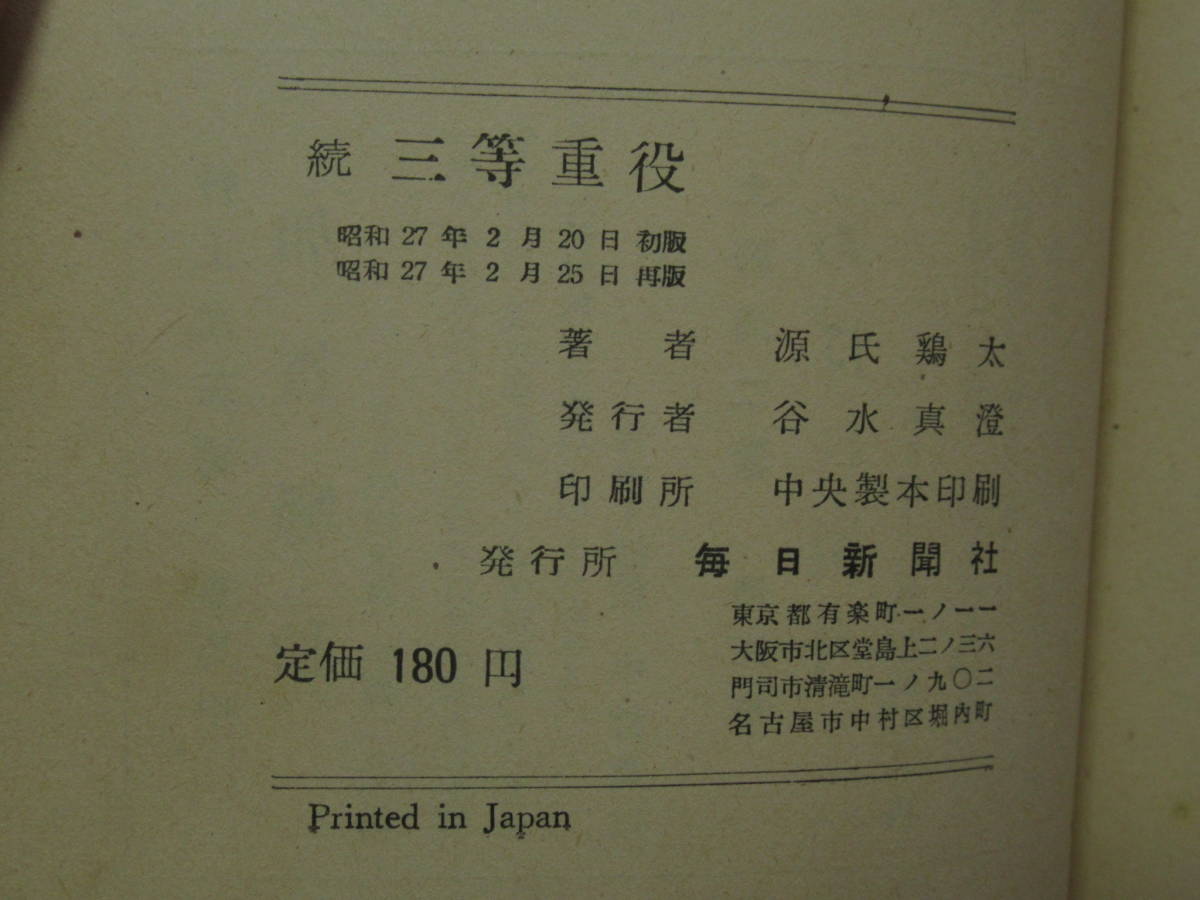 続 三等重役
昭和 27 年 2 月 20 日 初版
昭和 27 年 2 月 25 日 再版
著者 源氏鶏太
発行者 谷水真澄
印刷所 中央製本印刷
発行所 毎日新聞社
東京都有楽町一ノ一一
大阪市北区堂島上二ノ三六
門司市清滝町一ノ九〇二
名古屋市中村区堀内町
定価 180 円
Printed in Japan